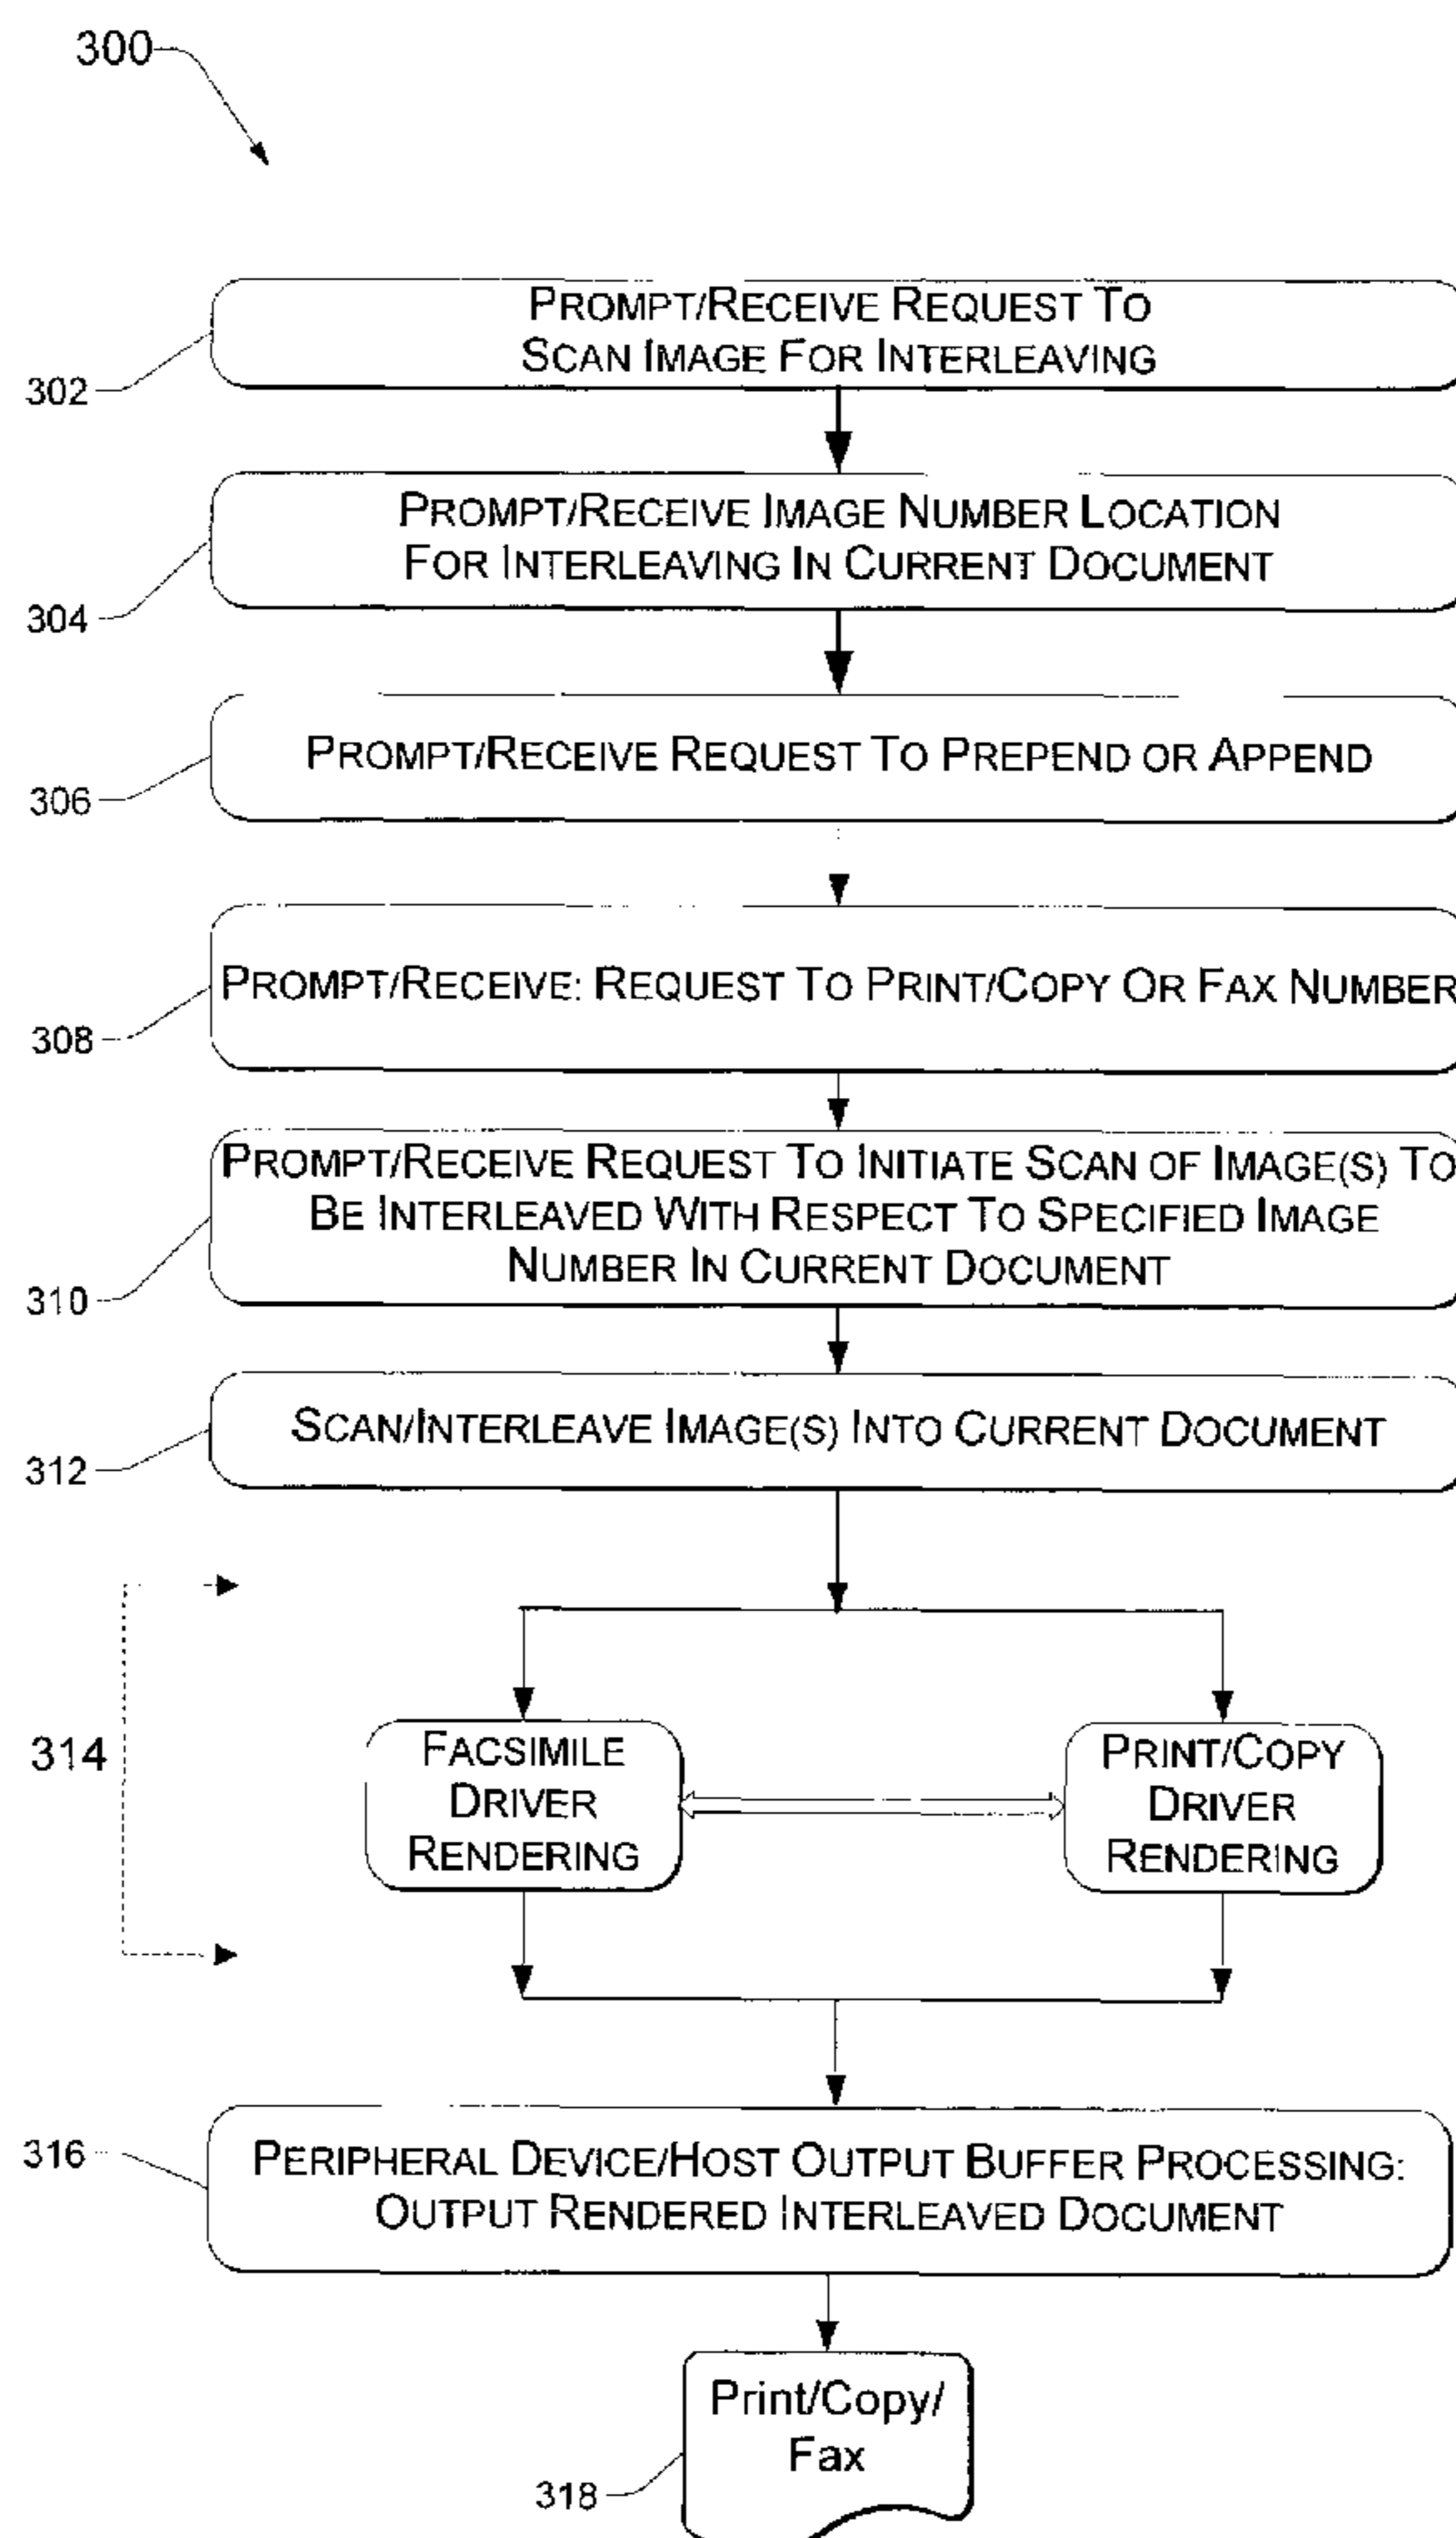 300
PROMPT/RECEIVE REQUEST TO
SCAN IMAGE FOR INTERLEAVING
302
PROMPT/RECEIVE IMAGE NUMBER LOCATION
FOR INTERLEAVING IN CURRENT DOCUMENT
304
PROMPT/RECEIVE REQUEST TO PREPEND OR APPEND
306
PROMPT/RECEIVE: REQUEST TO PRINT/COPY OR FAX NUMBER
308
PROMPT/RECEIVE REQUEST TO INITIATE SCAN OF IMAGE(S) TO
BE INTERLEAVED WITH RESPECT TO SPECIFIED IMAGE
NUMBER IN CURRENT DOCUMENT
310
SCAN/INTERLEAVE IMAGE(S) INTO CURRENT DOCUMENT
312
314
FACSIMILE
DRIVER
RENDERING
PRINT/COPY
DRIVER
RENDERING
316
PERIPHERAL DEVICE/HOST OUTPUT BUFFER PROCESSING:
OUTPUT RENDERED INTERLEAVED DOCUMENT
Print/Copy/
Fax
318